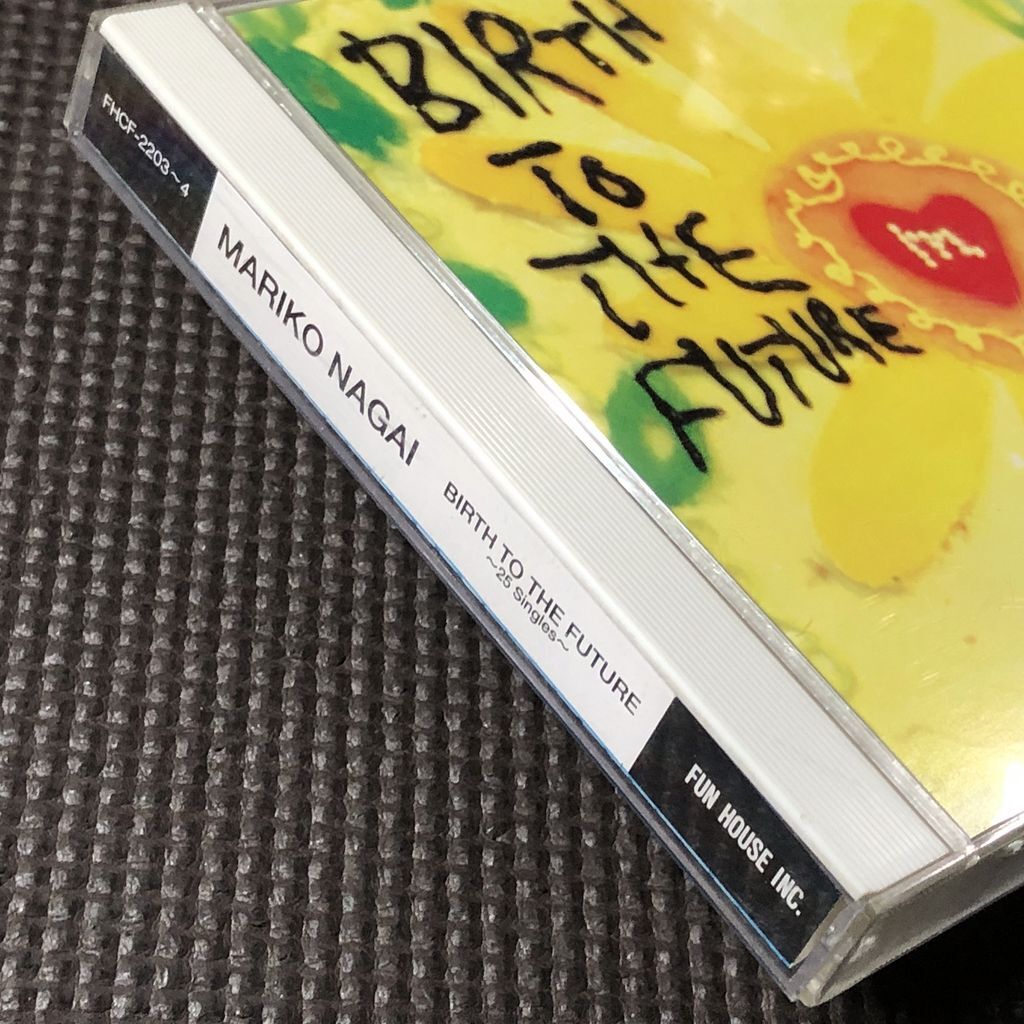 BIRTH
TO
THE
FUTURE
m
FHCF-2203~4
MARIKO NAGAI
BIRTH TO THE FUTURE
~25 Singles~
FUN HOUSE INC.